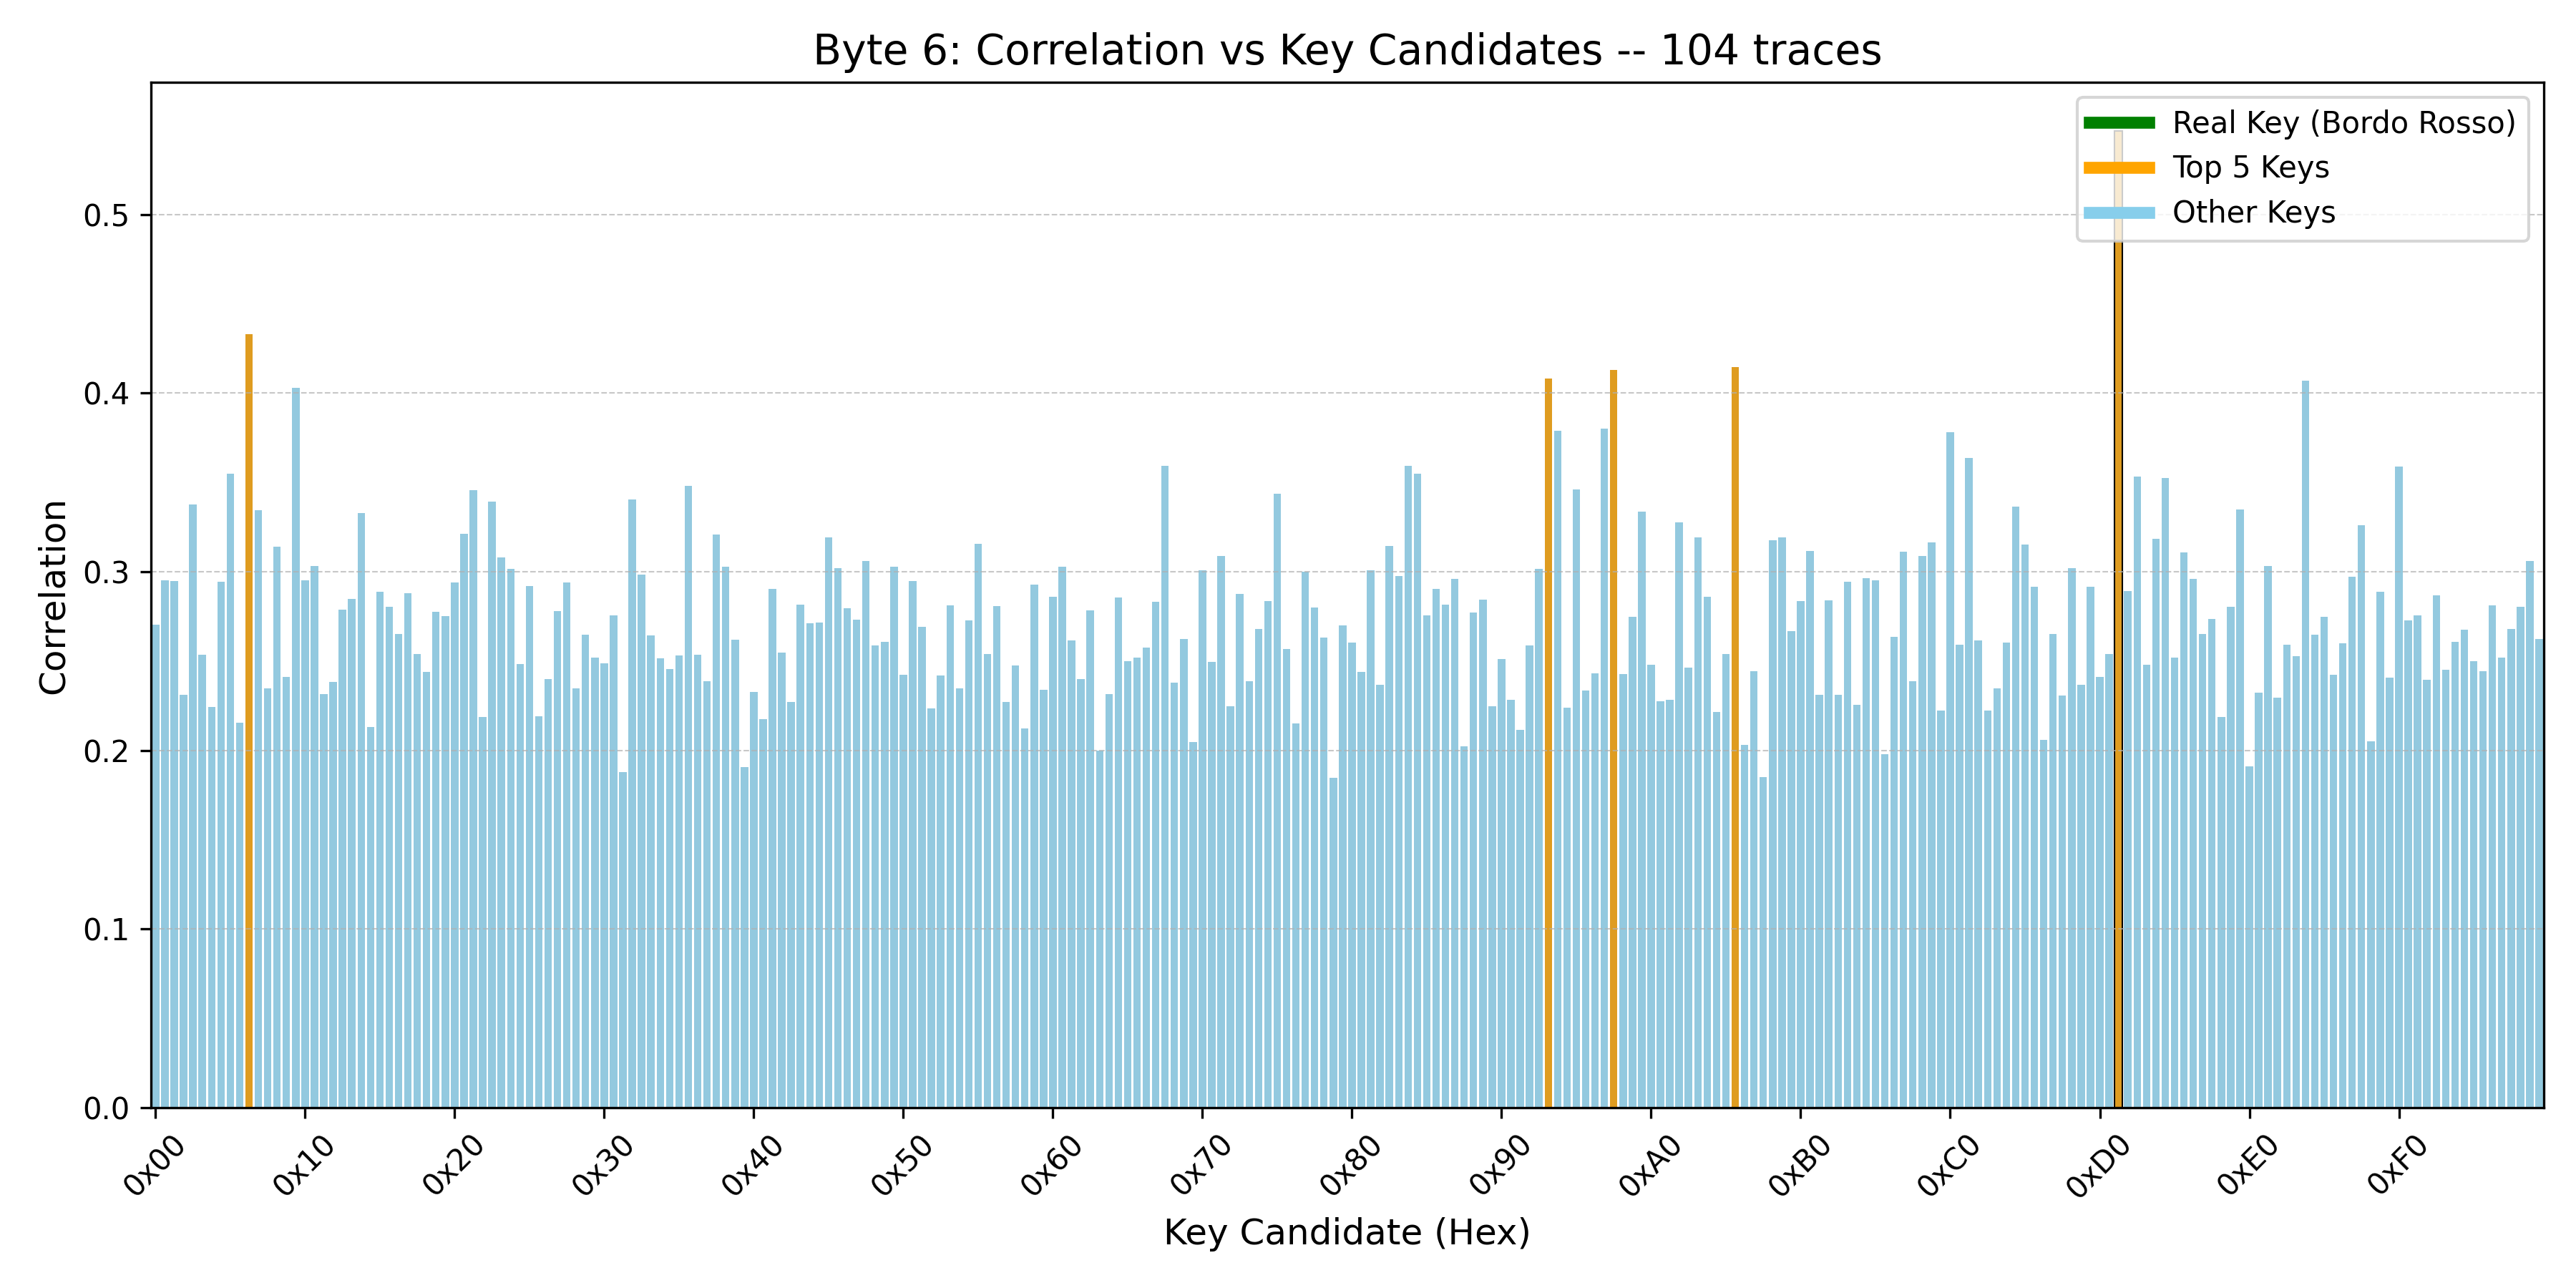 Byte 6: Correlation vs Key Candidates -- 104 traces
Real Key (Bordo Rosso)
Top 5 Keys
Other Keys
Correlation
0.5
0.4
0.3
0.2
0.1
0.0
0x00 0x10 0x20 0x30 0x40 0x50 0x60 0x70 0x80 0x90 0xA0 0xB0 0xC0 0xD0 0xE0 0xF0
Key Candidate (Hex)